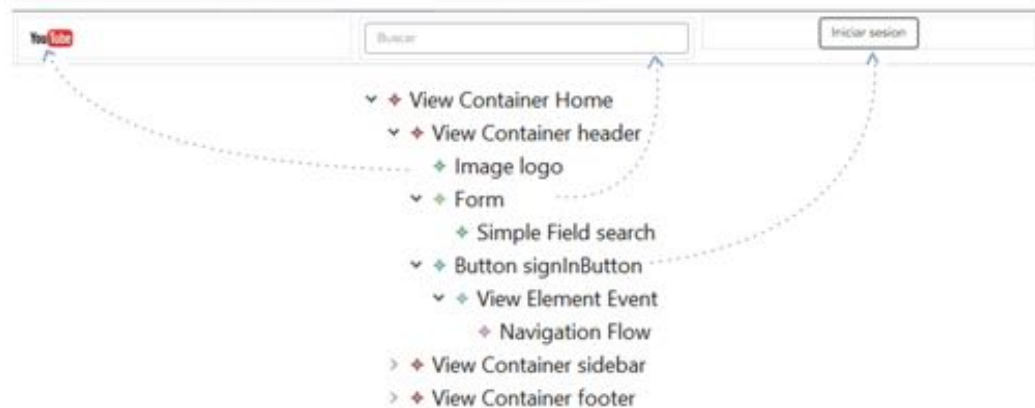 YouTube
Buscar
Iniciar sesion
View Container Home
View Container header
Image logo
Form
Simple Field search
Button signInButton
View Element Event
Navigation Flow
View Container sidebar
View Container footer